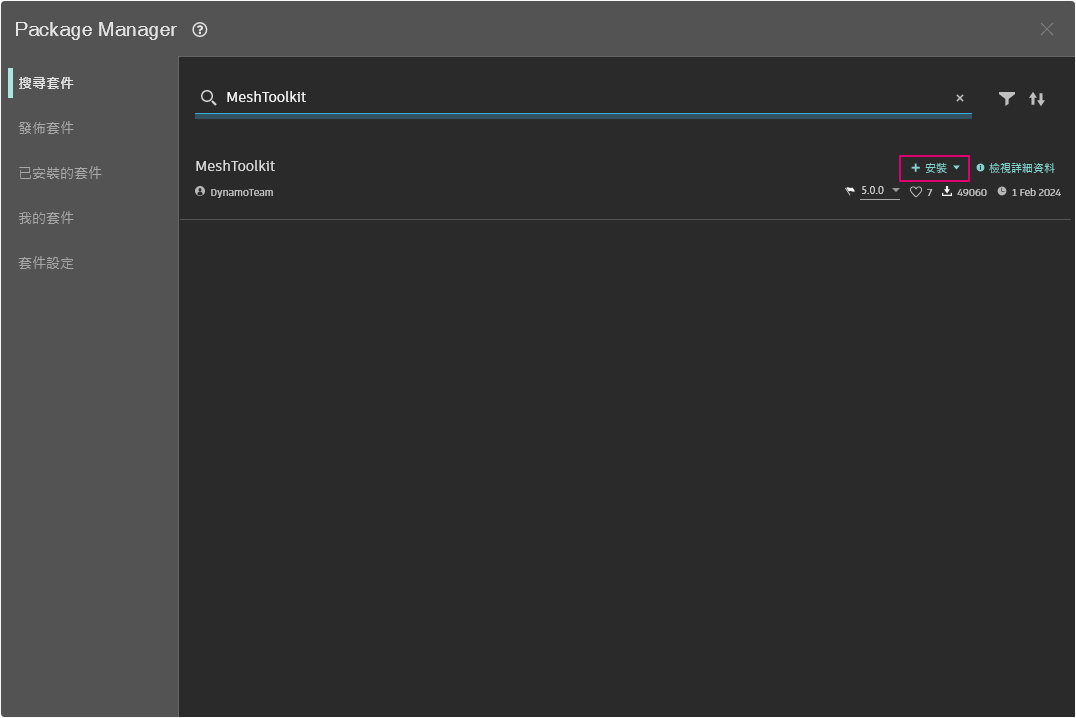 Package Manager
搜尋套件
發佈套件
已安裝的套件
我的套件
套件設定
MeshToolkit
MeshToolkit
安裝
檢視詳細資料
DynamoTeam
5.0.0
7
49060
1 Feb 2024